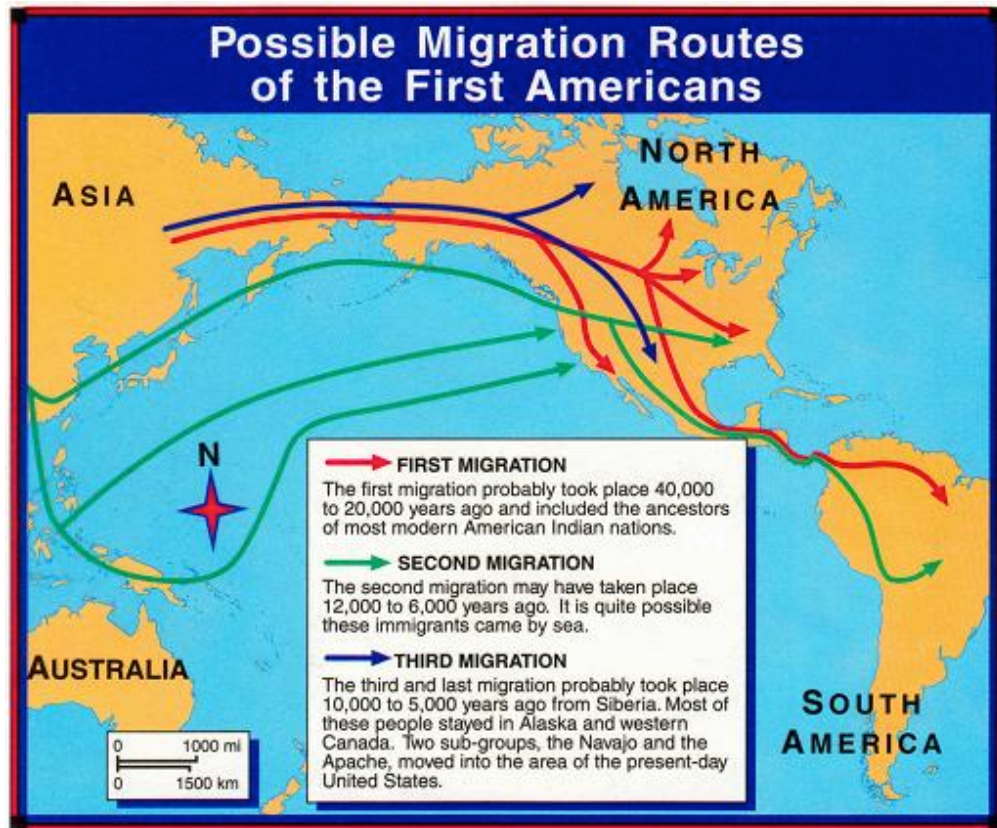 Possible Migration Routes
of the First Americans
ASIA
NORTH
AMERICA
N
FIRST MIGRATION
The first migration probably took place 40,000
to 20,000 years ago and included the ancestors
of most modern American Indian nations.
SECOND MIGRATION
The second migration may have taken place
12,000 to 6,000 years ago. It is quite possible
these immigrants came by sea.
THIRD MIGRATION
The third and last migration probably took place
10,000 to 5,000 years ago from Siberia. Most of
these people stayed in Alaska and western
Canada. Two sub-groups, the Navajo and the
Apache, moved into the area of the present-day
United States.
AUSTRALIA
SOUTH
AMERICA
0 1000 mi
0 1500 km